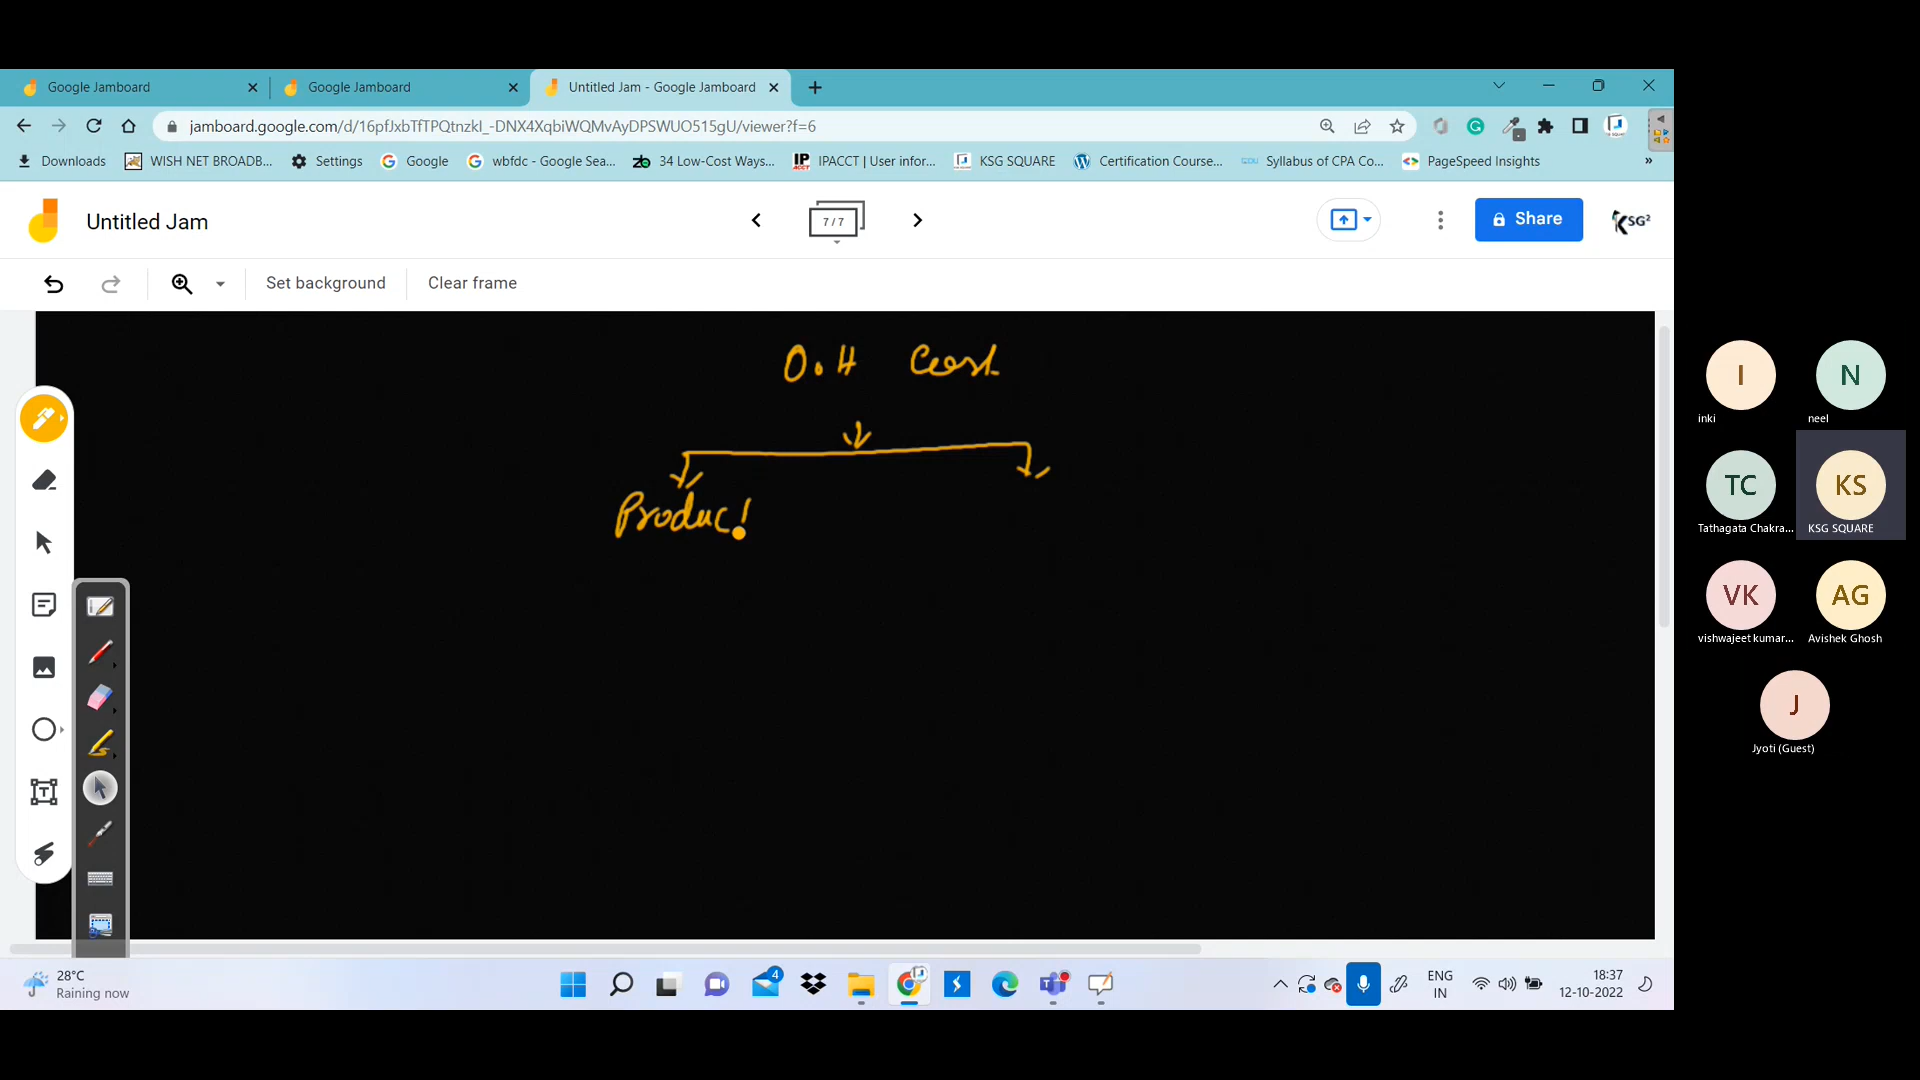 Google Jamboard
Google Jamboard
Untitled Jam - Google Jamboard
jamboard.google.com/d/16pfJxbTfTPQtnzkI_-DNX4XqbiWQMvAyDPSWUO515gU/viewer?f=6
Downloads
WISH NET BROADB...
Settings
Google
wbfdc - Google Sea...
34 Low-Cost Ways...
IPACCT | User infor...
KSG SQUARE
Certification Course...
Syllabus of CPA Co...
PageSpeed Insights
»
Untitled Jam
7 / 7
Share
KSG²
Set background
Clear frame
O.H Cost
Produc!
I
inki
N
neel
TC
Tathagata Chakra...
KS
KSG SQUARE
VK
vishwajeet kumar...
AG
Avishek Ghosh
J
Jyoti (Guest)
28°C
Raining now
4
ENG
IN
18:37
12-10-2022